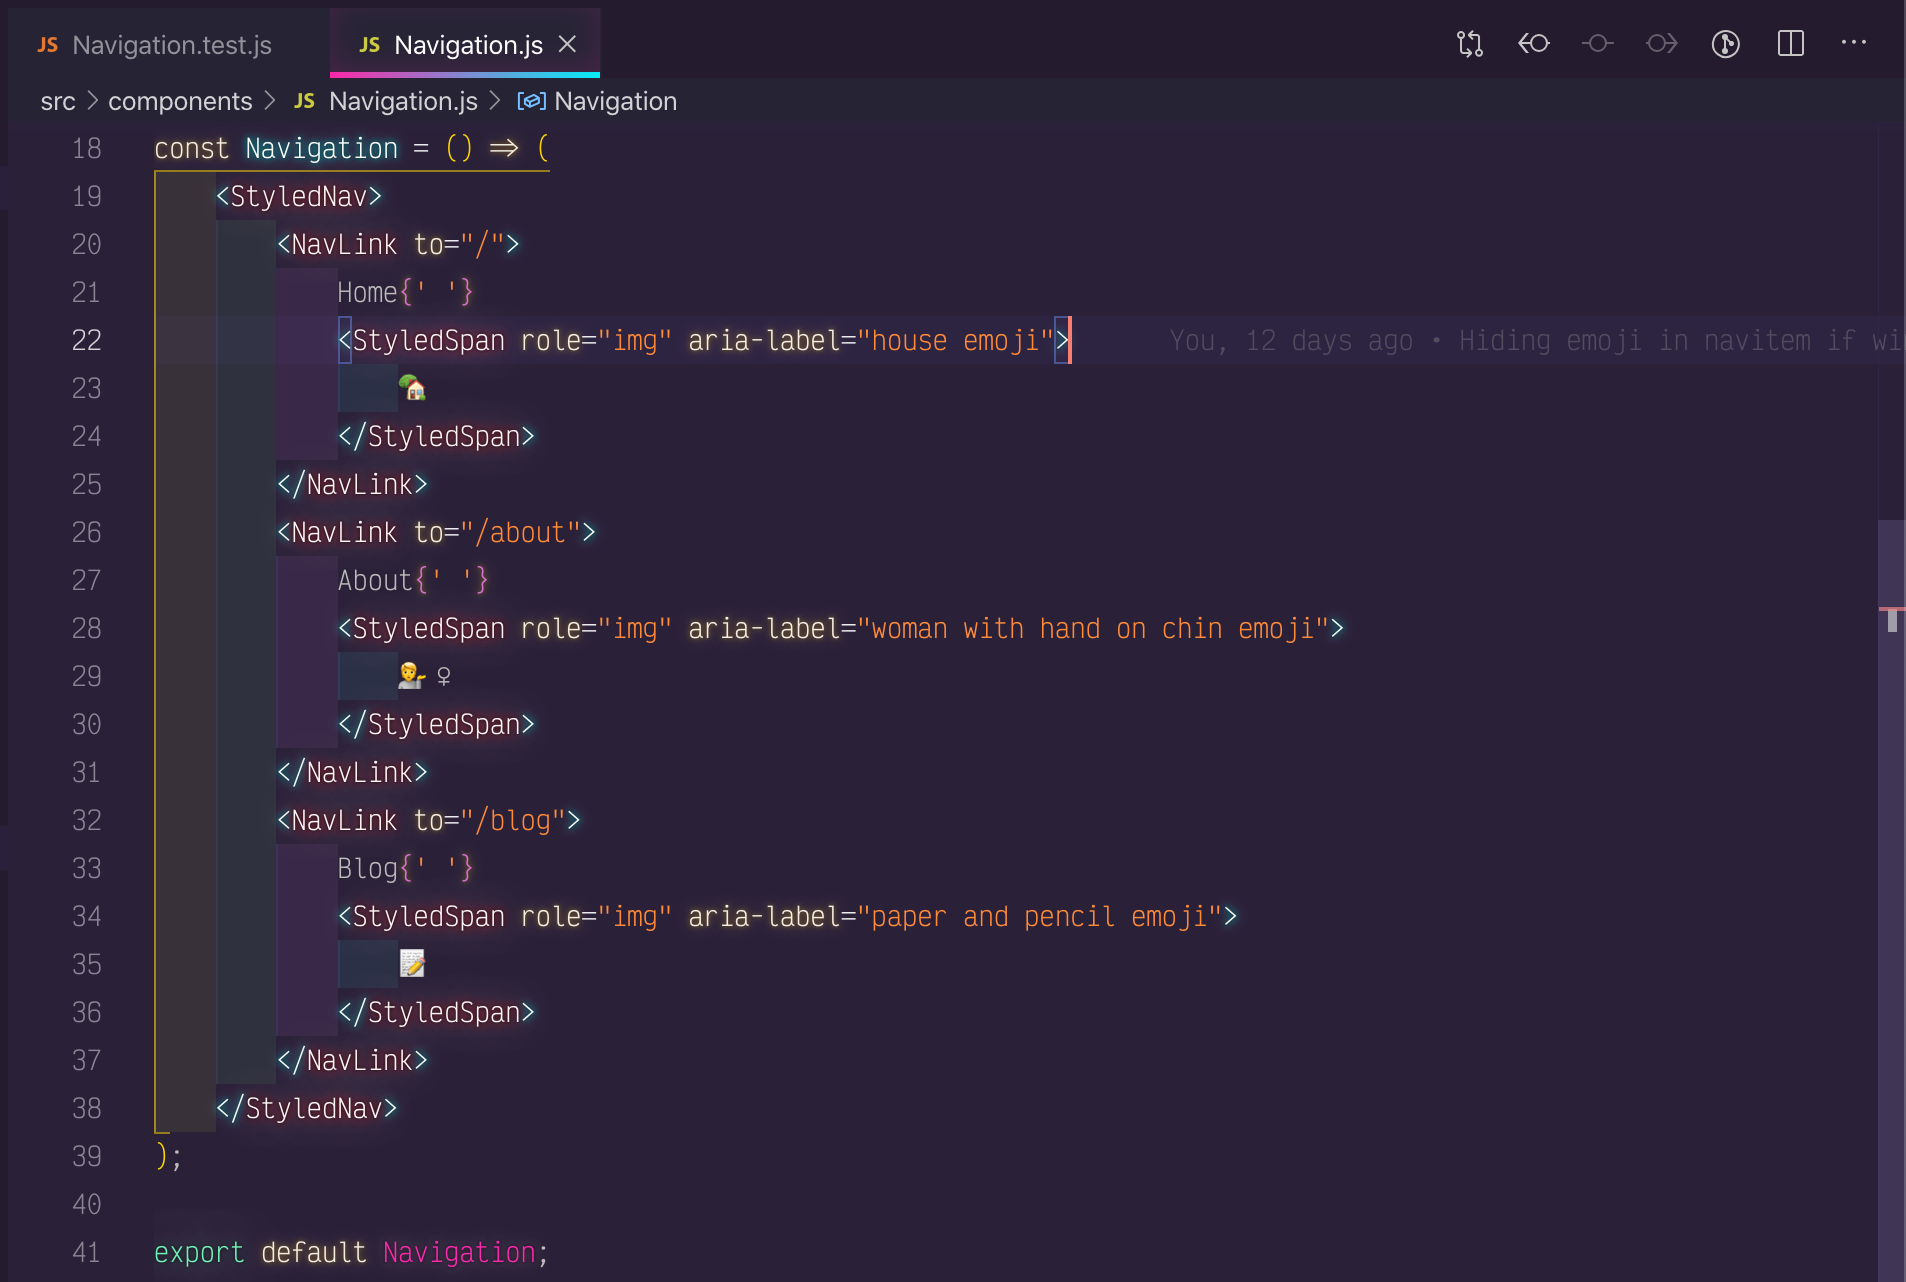 JS Navigation.test.js JS Navigation.js
src > components > JS Navigation.js > Navigation
18 const Navigation = () => (
19 <StyledNav>
20 <NavLink to="/">
21 Home{' '}
22 <StyledSpan role="img" aria-label="house emoji"> You, 12 days ago • Hiding emoji in navitem if
23 🏡
24 </StyledSpan>
25 </NavLink>
26 <NavLink to="/about">
27 About{' '}
28 <StyledSpan role="img" aria-label="woman with hand on chin emoji">
29 💁♀
30 </StyledSpan>
31 </NavLink>
32 <NavLink to="/blog">
33 Blog{' '}
34 <StyledSpan role="img" aria-label="paper and pencil emoji">
35 📝
36 </StyledSpan>
37 </NavLink>
38 </StyledNav>
39 );
40
41 export default Navigation;